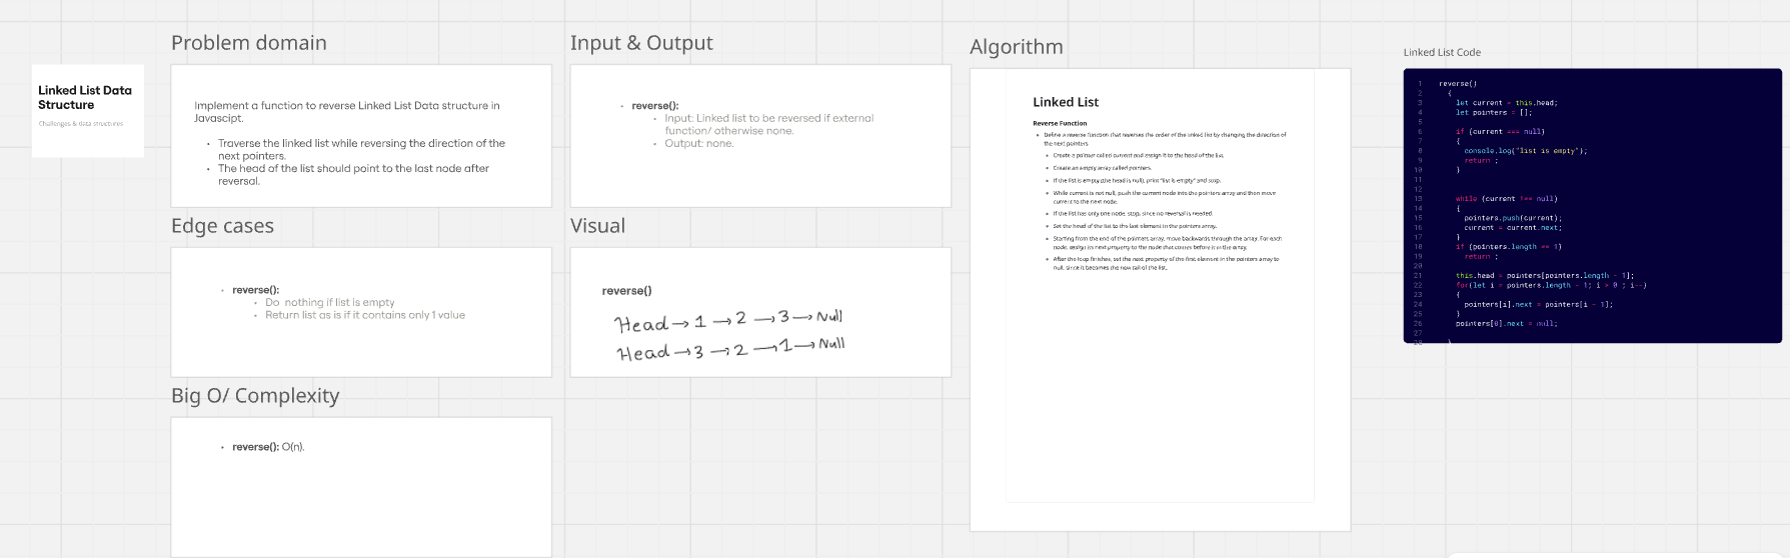 Linked List Data
Structure
Challenges & data structures
Problem domain
Implement a function to reverse Linked List Data structure in
Javascipt.
• Traverse the linked list while reversing the direction of the
next pointers.
• The head of the list should point to the last node after
reversal.
Input & Output
• reverse():
• Input: Linked list to be reversed if external
function/ otherwise none.
• Output: none.
Edge cases
• reverse():
• Do nothing if list is empty
• Return list as is if it contains only 1 value
Visual
reverse()
Head → 1 → 2 → 3 → Null
Head → 3 → 2 → 1 → Null
Big O/ Complexity
• reverse(): O(n).
Algorithm
Linked List
Reverse Function
• Define a reverse function that reverses the order of the linked list by changing the direction of
the next pointers
• Create a pointer called current and assign it to the head of the list.
• Create an empty array called pointers.
• If the list is empty (the head is null), print "list is empty" and stop.
• While current is not null, push the current node into the pointers array and then move
current to the next node.
• If the list has only one node, stop, since no reversal is needed.
• Set the head of the list to the last element in the pointers array.
• Starting from the end of the pointers array, move backwards through the array. For each
node, assign its next property to the node that comes before it in the array.
• After the loop finishes, set the next property of the first element in the pointers array to
null, since it becomes the new tail of the list.
Linked List Code
1 reverse()
2 {
3 let current = this.head;
4 let pointers = [];
5
6 if (current === null)
7 {
8 console.log("list is empty");
9 return ;
10 }
11
12
13 while (current !== null)
14 {
15 pointers.push(current);
16 current = current.next;
17 }
18 if (pointers.length == 1)
19 return ;
20
21 this.head = pointers[pointers.length - 1];
22 for(let i = pointers.length - 1; i > 0 ; i--)
23 {
24 pointers[i].next = pointers[i - 1];
25 }
26 pointers[0].next = null;
27
28 }